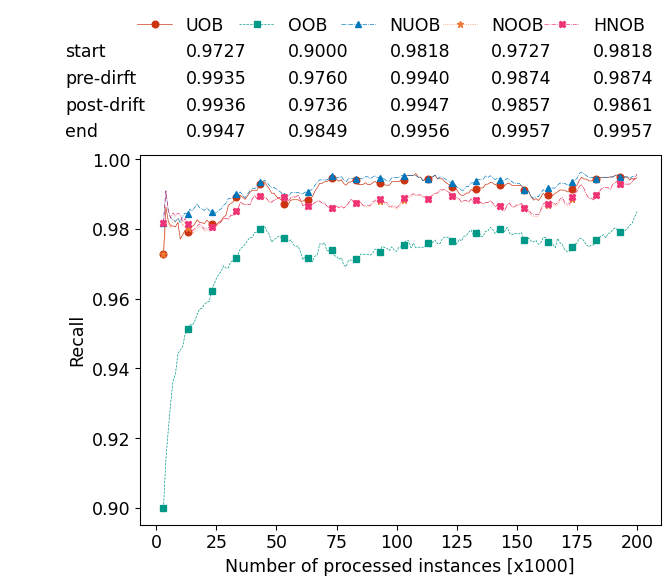 UOB OOB NUOB NOOB HNOB
start 0.9727 0.9000 0.9818 0.9727 0.9818
pre-dirft 0.9935 0.9760 0.9940 0.9874 0.9874
post-drift 0.9936 0.9736 0.9947 0.9857 0.9861
end 0.9947 0.9849 0.9956 0.9957 0.9957
1.00
0.98
0.96
0.94
0.92
0.90
Recall
0 25 50 75 100 125 150 175 200
Number of processed instances [x1000]